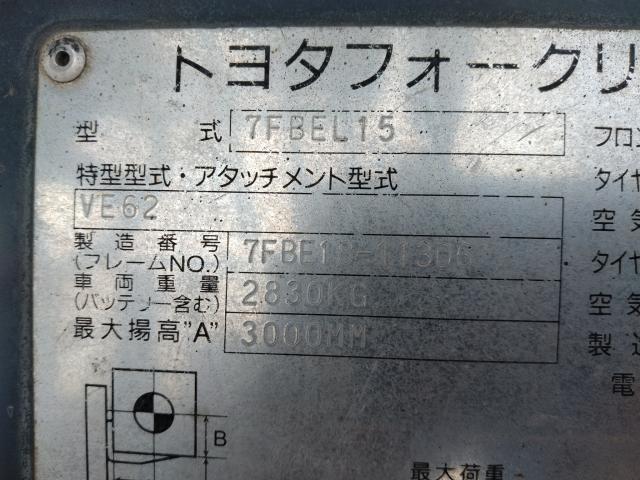 トヨタフォークリ
型 式 7FBEL15
フロ
特型型式・アタッチメント型式
タイヤ
VE62
空気
製造番号
(フレームNO.)
タイヤ
車両重量
(バッテリー含む) 2830KG
空気
最大揚高"A" 3000MM
製造
電
B
最大荷重